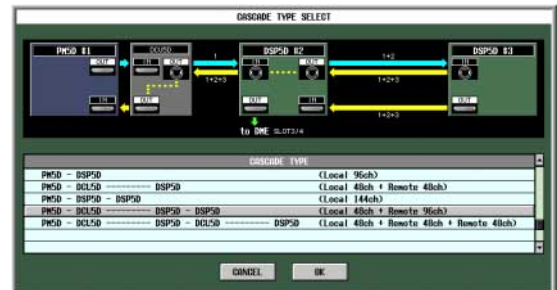 CASCADE TYPE SELECT
PM5D #1
DCU5D
DSP5D #2
DSP5D #3
OUT
IN
OUT
1
IN
OUT
1+2
IN
1+2+3
1+2+3
IN
OUT
OUT
IN
OUT
1+2+3
to DME SLOT3/4
CASCADE TYPE
PM5D - DSP5D (Local 96ch)
PM5D - DCU5D --------- DSP5D (Local 48ch + Remote 48ch)
PM5D - DSP5D - DSP5D (Local 144ch)
PM5D - DCU5D --------- DSP5D - DSP5D (Local 48ch + Remote 96ch)
PM5D - DCU5D --------- DSP5D - DCU5D --------- DSP5D (Local 48ch + Remote 48ch + Remote 48ch)
CANCEL
OK